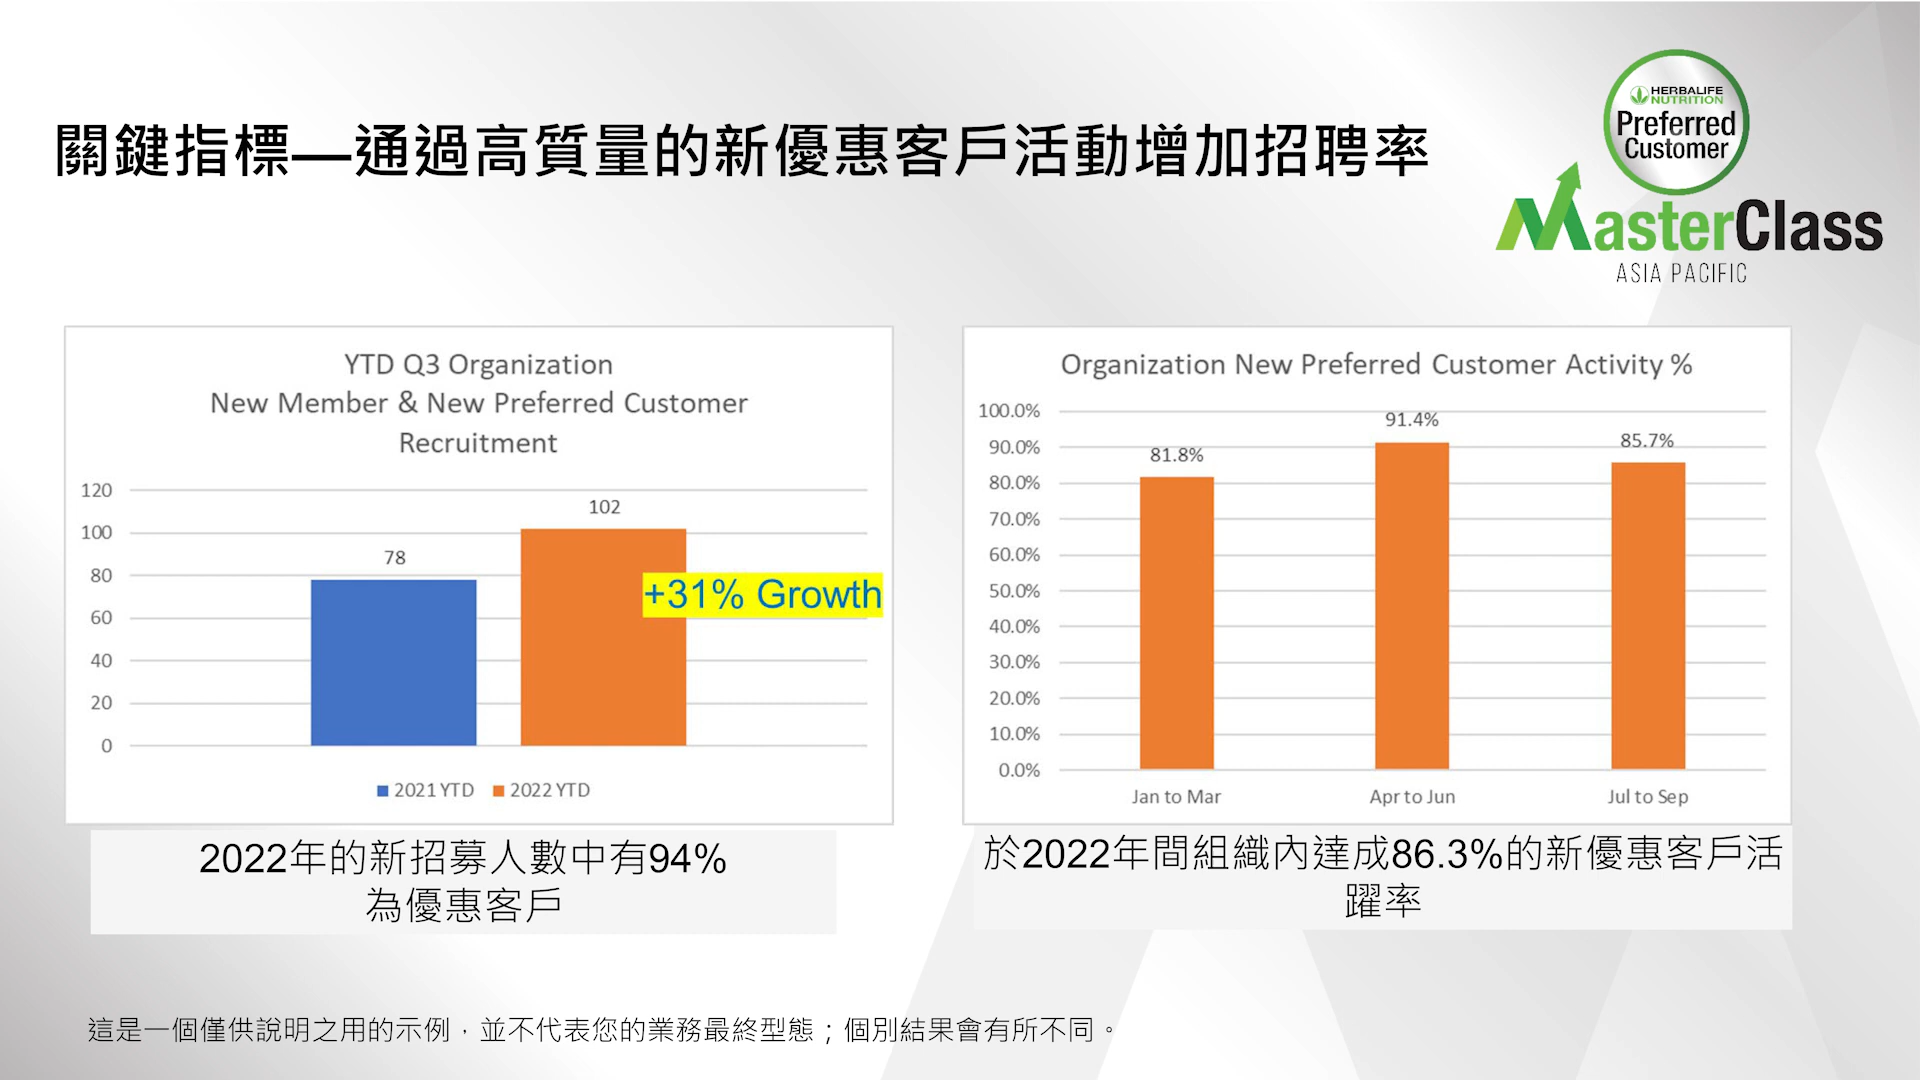 關鍵指標—通過高質量的新優惠客戶活動增加招聘率
HERBALIFE
NUTRITION
Preferred
Customer
MasterClass
ASIA PACIFIC
YTD Q3 Organization
New Member & New Preferred Customer
Recruitment
120
100
80
60
40
20
0
78
102
+31% Growth
2021 YTD
2022 YTD
2022年的新招募人數中有94%
為優惠客戶
Organization New Preferred Customer Activity %
100.0%
90.0%
80.0%
70.0%
60.0%
50.0%
40.0%
30.0%
20.0%
10.0%
0.0%
81.8%
91.4%
85.7%
Jan to Mar
Apr to Jun
Jul to Sep
於2022年間組織內達成86.3%的新優惠客戶活
躍率
這是一個僅供說明之用的示例，並不代表您的業務最終型態；個別結果會有所不同。